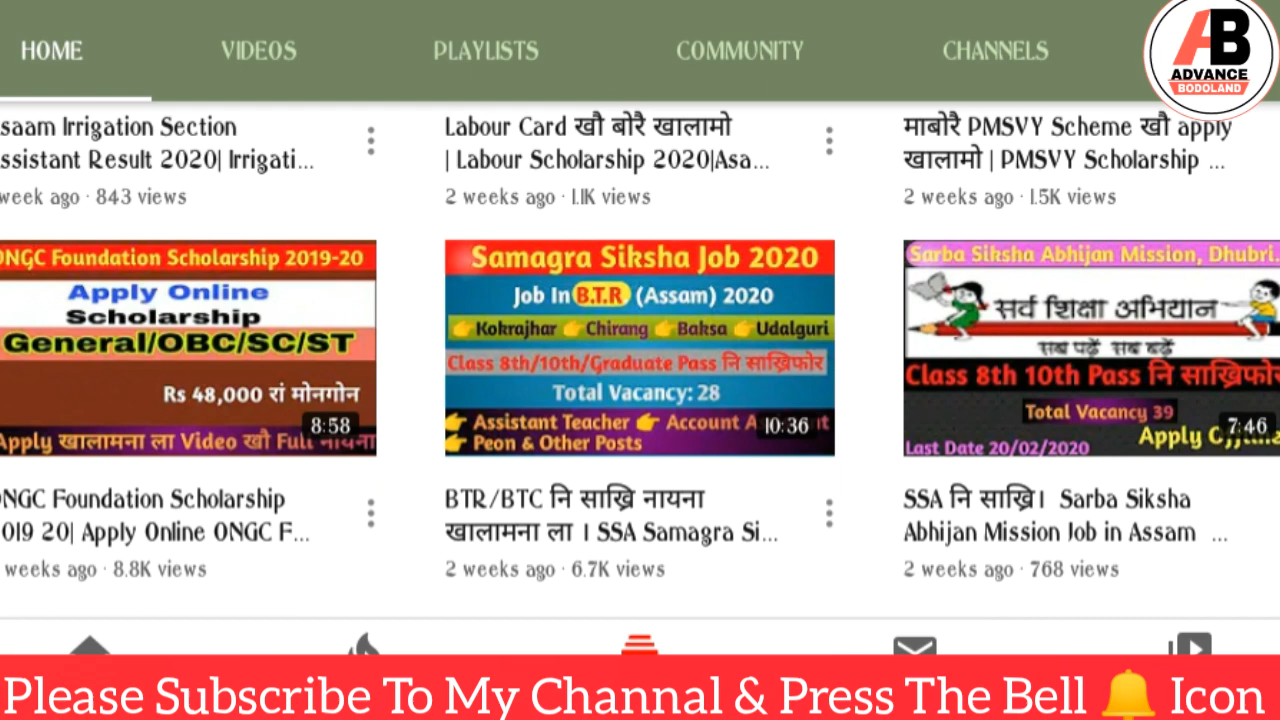 HOME VIDEOS PLAYLISTS COMMUNITY CHANNELS
AB
ADVANCE
BODOLAND
saam Irrigation Section
ssistant Result 2020| Irrigati...
week ago · 843 views
Labour Card खौ बोरै खालामो
| Labour Scholarship 2020|Asa...
2 weeks ago · 1.1K views
माबोरै PMSVY Scheme खौ apply
खालामो | PMSVY Scholarship ...
2 weeks ago · 1.5K views
ONGC Foundation Scholarship 2019-20
Apply Online
Scholarship
General/OBC/SC/ST
Rs 48,000 रां मोनगोन
8:58
Apply खालामना ला Video खौ Full नायना
Samagra Siksha Job 2020
Job In B.T.R (Assam) 2020
👉Kokrajhar 👉Chirang 👉Baksa 👉Udalguri
Class 8th/10th/Graduate Pass नि साख्रिफोर
Total Vacancy: 28
👉 Assistant Teacher 👉 Account A t
10:36
👉 Peon & Other Posts
Sarba Siksha Abhijan Mission, Dhubri.
सर्व शिक्षा अभियान
सब पढ़ें सब बढ़ें
Class 8th 10th Pass नि साख्रिफो
Total Vacancy 39
7:46
Last Date 20/02/2020 Apply
ONGC Foundation Scholarship
019 20| Apply Online ONGC F...
weeks ago · 8.8K views
BTR/BTC नि साख्रि नायना
खालामना ला । SSA Samagra Si...
2 weeks ago · 6.7K views
SSA नि साख्रि। Sarba Siksha
Abhijan Mission Job in Assam ...
2 weeks ago · 768 views
Please Subscribe To My Channal & Press The Bell 🔔 Icon